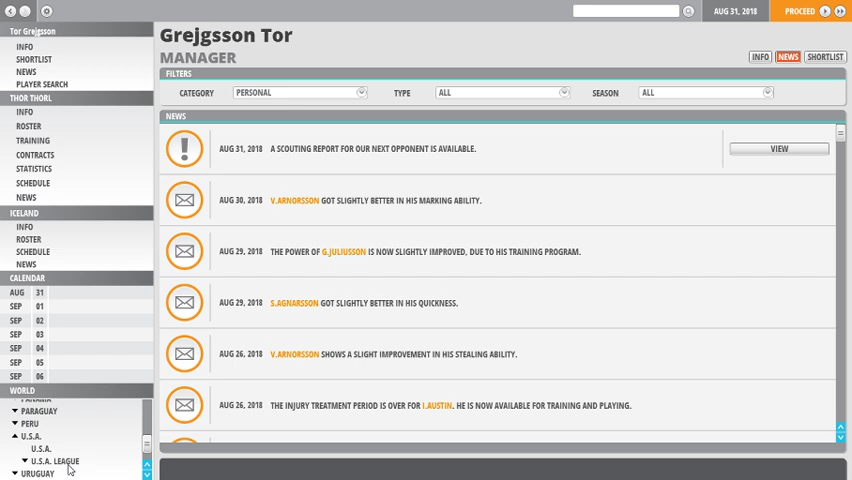 AUG 31, 2018
PROCEED
Tor Grejgsson
INFO
SHORTLIST
NEWS
PLAYER SEARCH
THOR THORL
INFO
ROSTER
TRAINING
CONTRACTS
STATISTICS
SCHEDULE
NEWS
ICELAND
INFO
ROSTER
SCHEDULE
NEWS
CALENDAR
AUG 31
SEP 01
SEP 02
SEP 03
SEP 04
SEP 05
SEP 06
WORLD
PANAMA
PARAGUAY
PERU
U.S.A.
U.S.A.
U.S.A. LEAGUE
URUGUAY
Grejgsson Tor
MANAGER
INFO NEWS SHORTLIST
FILTERS
CATEGORY PERSONAL TYPE ALL SEASON ALL
NEWS
AUG 31, 2018 A SCOUTING REPORT FOR OUR NEXT OPPONENT IS AVAILABLE. VIEW
AUG 30, 2018 V.ARNORSSON GOT SLIGHTLY BETTER IN HIS MARKING ABILITY.
AUG 29, 2018 THE POWER OF G.JULIUSSON IS NOW SLIGHTLY IMPROVED, DUE TO HIS TRAINING PROGRAM.
AUG 29, 2018 S.AGNARSSON GOT SLIGHTLY BETTER IN HIS QUICKNESS.
AUG 26, 2018 V.ARNORSSON SHOWS A SLIGHT IMPROVEMENT IN HIS STEALING ABILITY.
AUG 26, 2018 THE INJURY TREATMENT PERIOD IS OVER FOR I.AUSTIN. HE IS NOW AVAILABLE FOR TRAINING AND PLAYING.